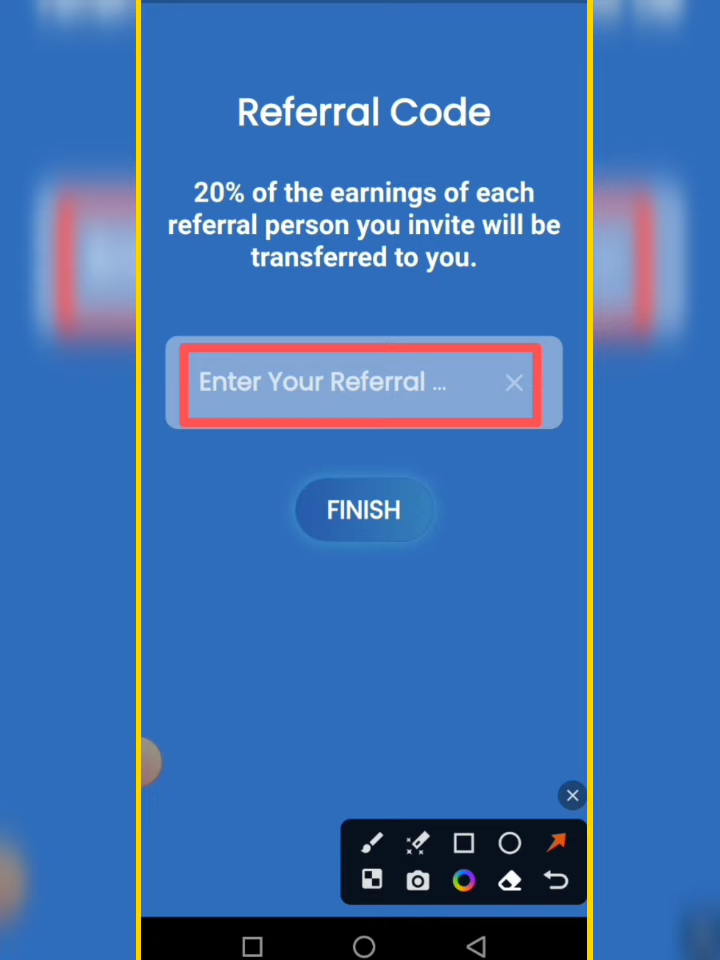 Referral Code
20% of the earnings of each
referral person you invite will be
transferred to you.
Enter Your Referral ...
FINISH